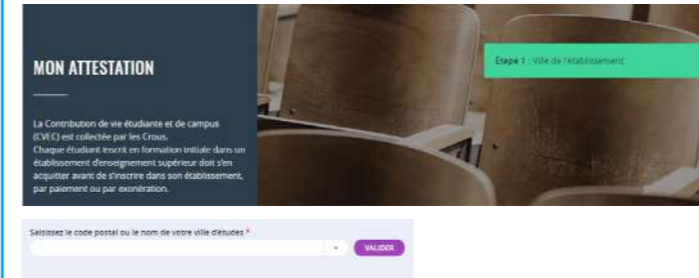 MON ATTESTATION
Étape 1 : Ville de l'établissement
La Contribution de vie étudiante et de campus
(CVEC) est collectée par les Crous.
Chaque étudiant inscrit en formation initiale dans un
établissement d'enseignement supérieur doit s'en
acquitter avant de s'inscrire dans son établissement,
par paiement ou par exonération.
Saisissez le code postal ou le nom de votre ville d'études *
VALIDER